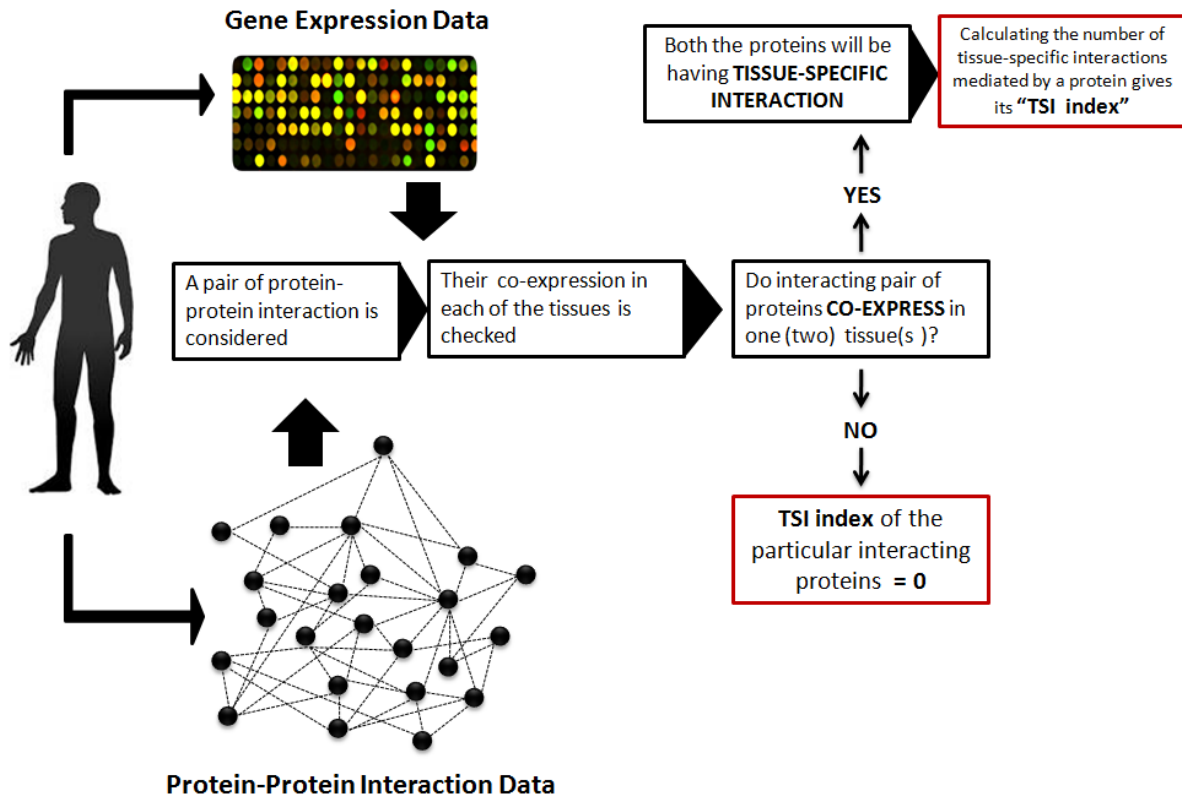 Gene Expression Data
Both the proteins will be
having TISSUE-SPECIFIC
INTERACTION
Calculating the number of
tissue-specific interactions
mediated by a protein gives
its “TSI index”
YES
A pair of protein-
protein interaction is
considered
Their co-expression in
each of the tissues is
checked
Do interacting pair of
proteins CO-EXPRESS in
one (two) tissue(s )?
NO
TSI index of the
particular interacting
proteins = 0
Protein-Protein Interaction Data